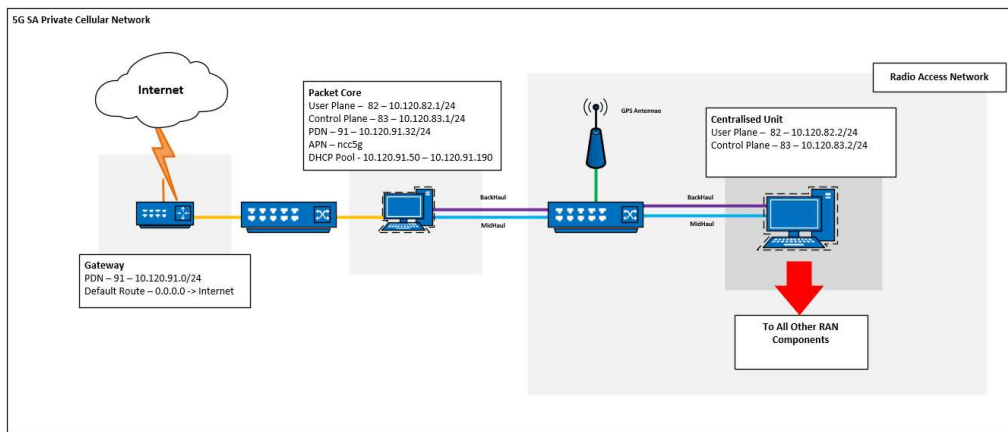 5G SA Private Cellular Network
Internet
Packet Core
User Plane – 82 – 10.120.82.1/24
Control Plane – 83 – 10.120.83.1/24
PDN – 91 – 10.120.91.32/24
APN – ncc5g
DHCP Pool - 10.120.91.50 – 10.120.91.190
Radio Access Network
GPS Antennae
Centralised Unit
User Plane – 82 – 10.120.82.2/24
Control Plane – 83 – 10.120.83.2/24
BackHaul
MidHaul
BackHaul
MidHaul
Gateway
PDN – 91 – 10.120.91.0/24
Default Route – 0.0.0.0 -> Internet
To All Other RAN
Components